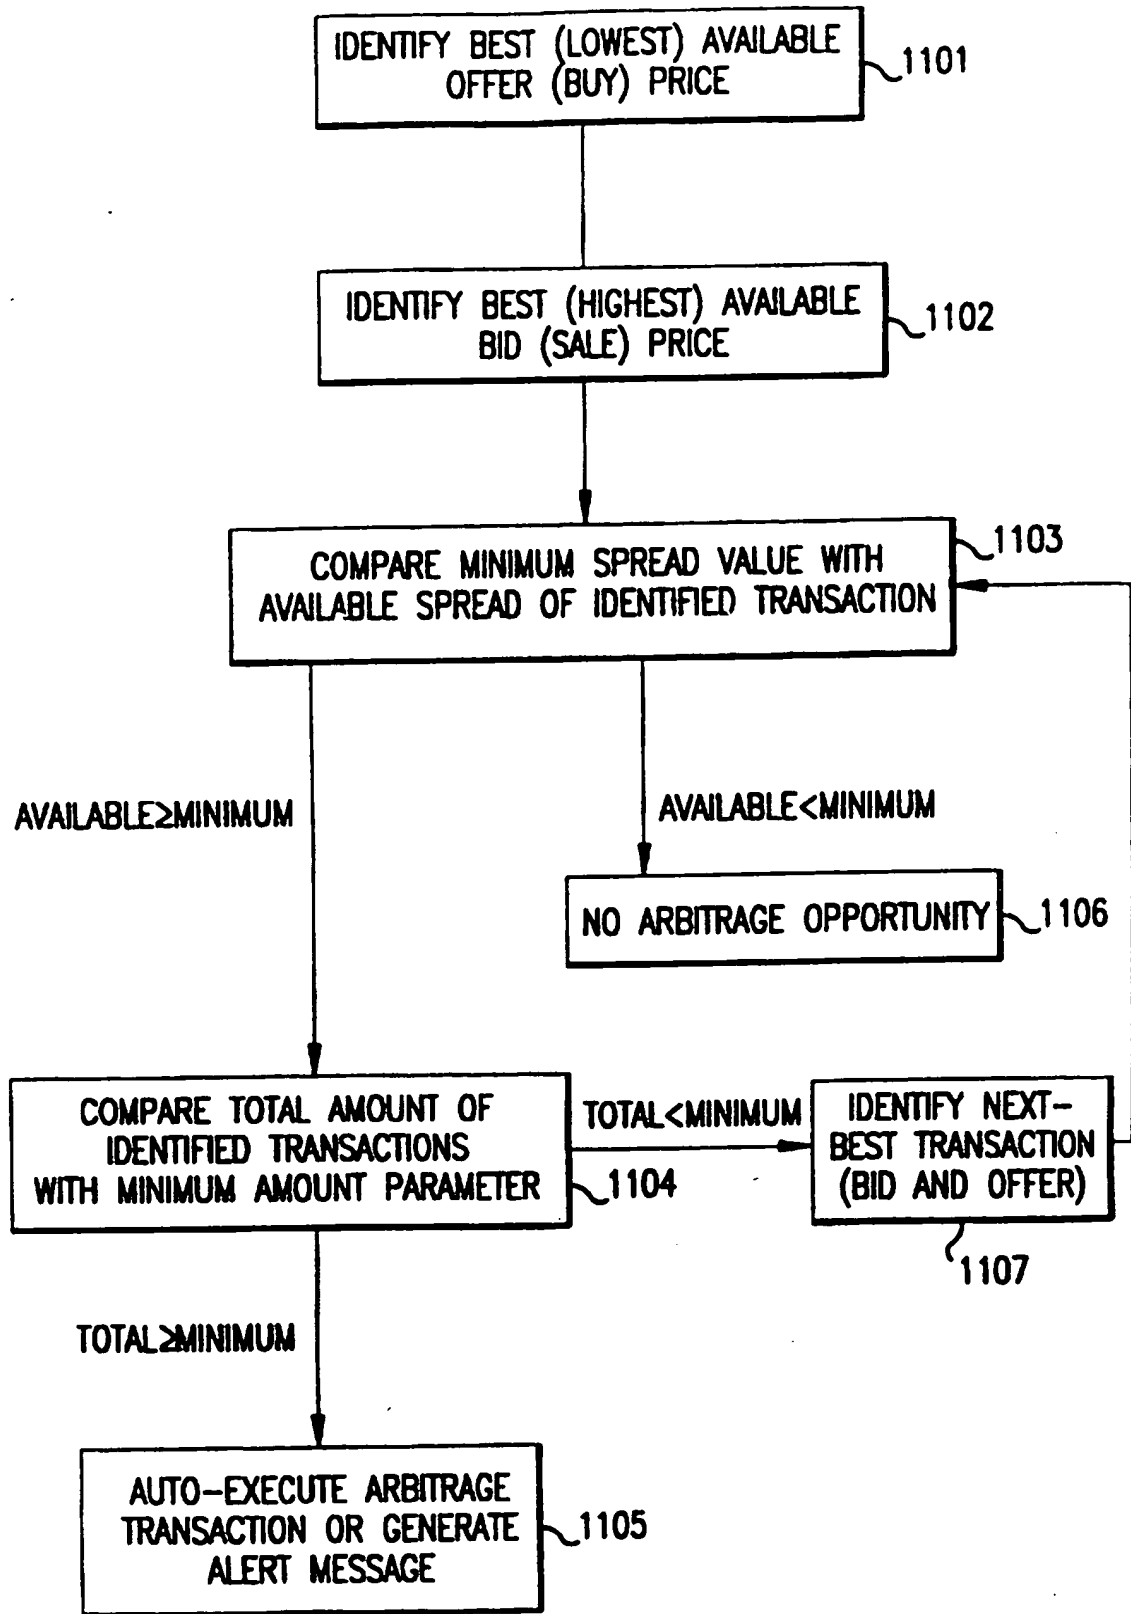 IDENTIFY BEST (LOWEST) AVAILABLE
OFFER (BUY) PRICE
1101
IDENTIFY BEST (HIGHEST) AVAILABLE
BID (SALE) PRICE
1102
COMPARE MINIMUM SPREAD VALUE WITH
AVAILABLE SPREAD OF IDENTIFIED TRANSACTION
1103
AVAILABLE≥MINIMUM
AVAILABLE<MINIMUM
NO ARBITRAGE OPPORTUNITY
1106
COMPARE TOTAL AMOUNT OF
IDENTIFIED TRANSACTIONS
WITH MINIMUM AMOUNT PARAMETER
1104
TOTAL<MINIMUM
IDENTIFY NEXT-
BEST TRANSACTION
(BID AND OFFER)
1107
TOTAL≥MINIMUM
AUTO-EXECUTE ARBITRAGE
TRANSACTION OR GENERATE
ALERT MESSAGE
1105